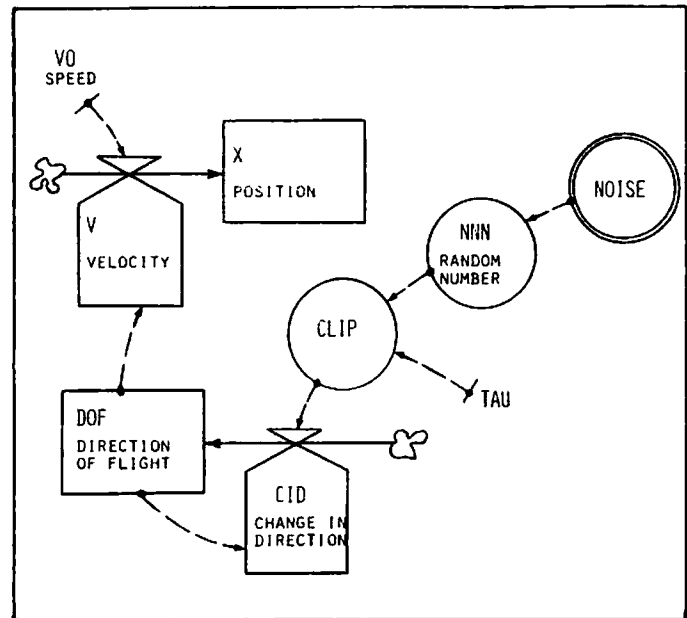 VO
SPEED
X
POSITION
NOISE
V
VELOCITY
NNN
RANDOM
NUMBER
CLIP
TAU
DOF
DIRECTION
OF FLIGHT
CID
CHANGE IN
DIRECTION